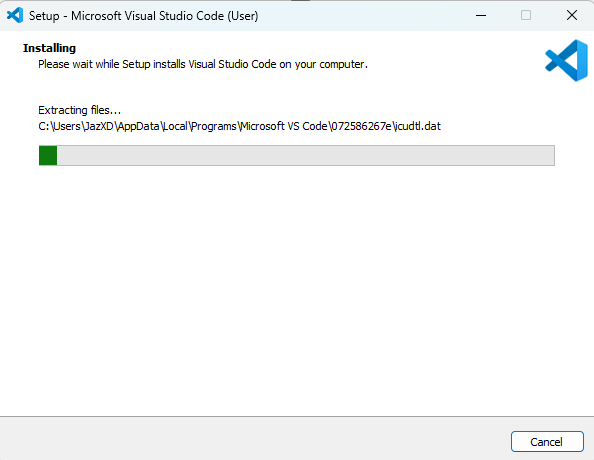 Setup - Microsoft Visual Studio Code (User)
Installing
Please wait while Setup installs Visual Studio Code on your computer.
Extracting files...
C:\Users\JazXD\AppData\Local\Programs\Microsoft VS Code\072586267e\icudtl.dat
Cancel